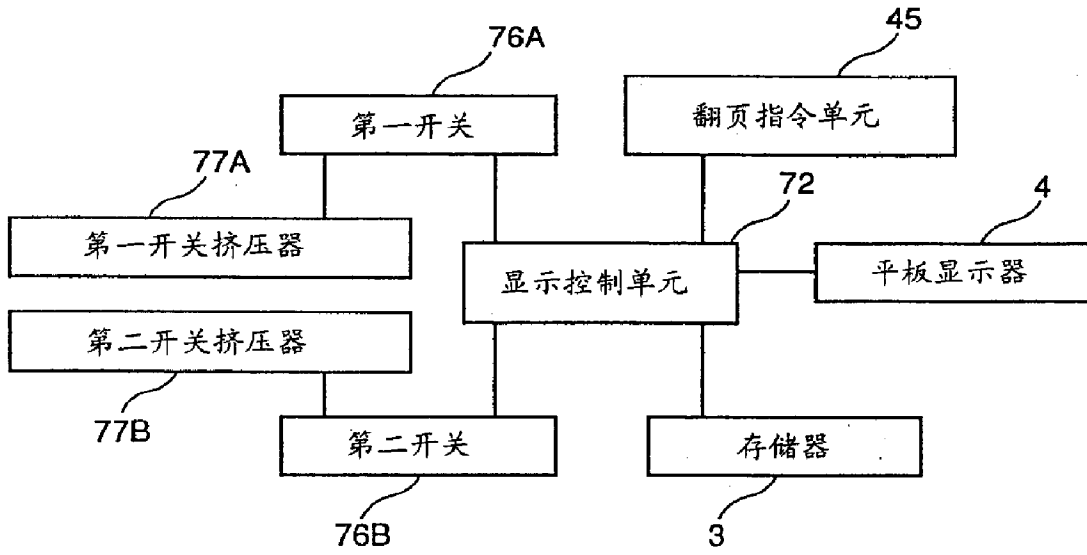 76A
45
第一开关
翻页指令单元
77A
72
4
第一开关挤压器
显示控制单元
平板显示器
第二开关挤压器
77B
第二开关
存储器
76B
3